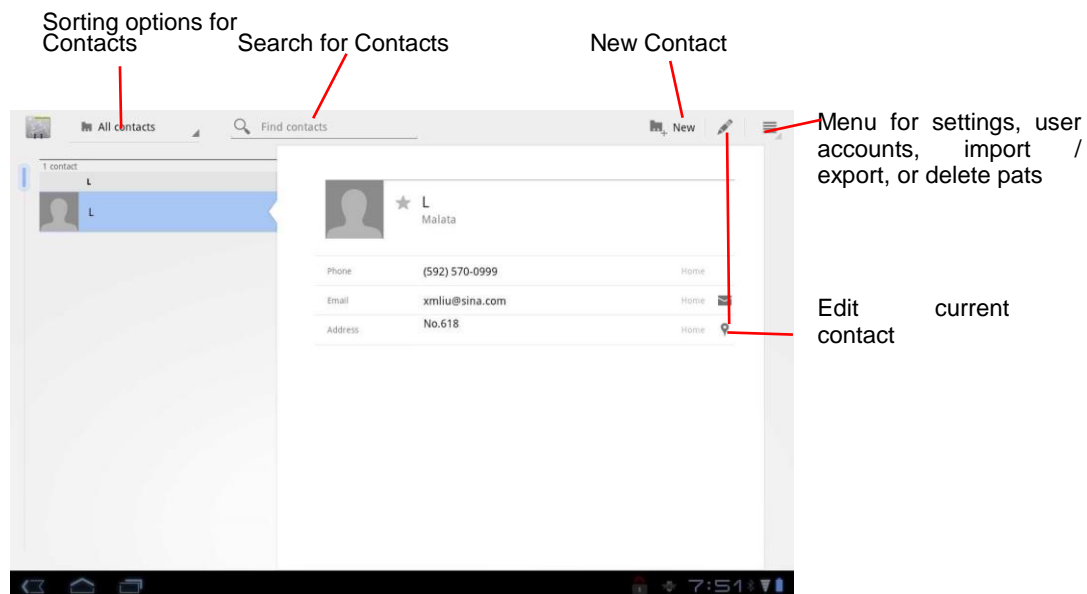 Sorting options for
Contacts
Search for Contacts
New Contact
All contacts
Find contacts
New
Menu for settings, user
accounts, import /
export, or delete pats
1 contact
L
L
L
Malata
Phone (592) 570-0999 Home
Email xmliu@sina.com Home
Address No.618 Home
Edit current
contact
7:51